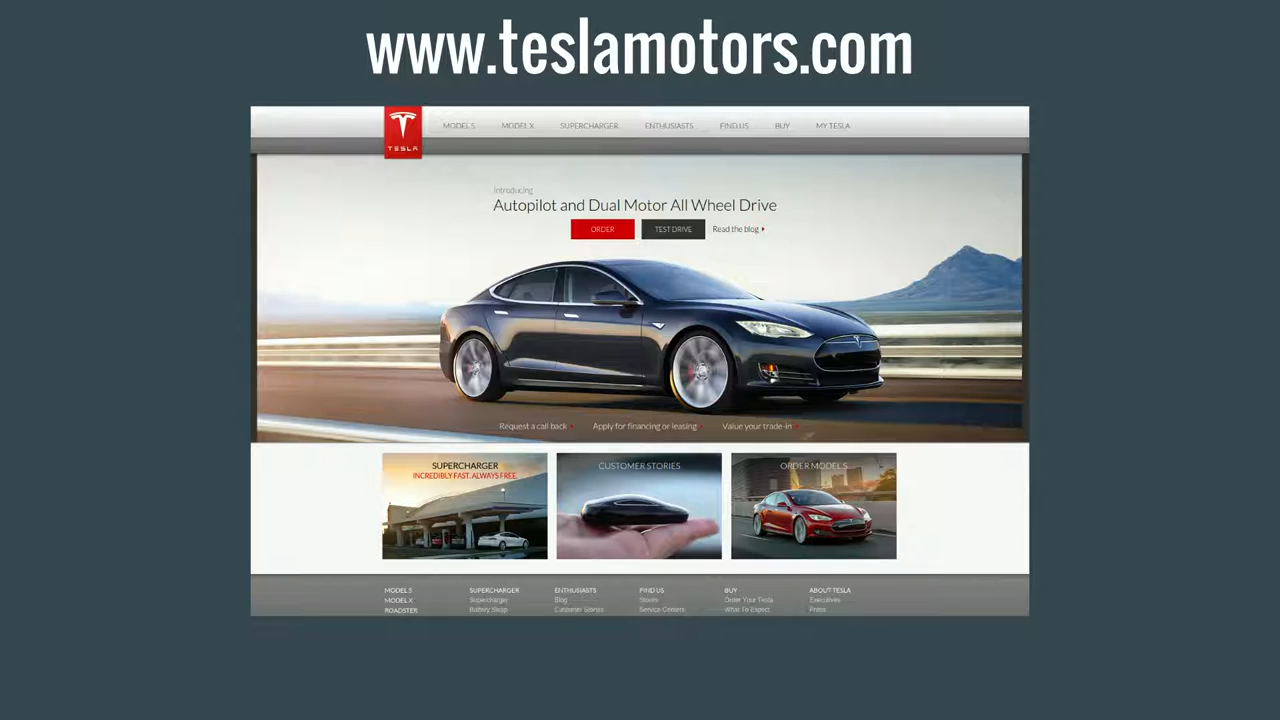 www.teslamotors.com
TESLA
MODEL S MODEL X SUPERCHARGER ENTHUSIASTS FIND US BUY MY TESLA
Introducing
Autopilot and Dual Motor All Wheel Drive
ORDER TEST DRIVE Read the blog
Request a call back Apply for financing or leasing Value your trade-in
SUPERCHARGER CUSTOMER STORIES ORDER MODEL S
INCREDIBLY FAST. ALWAYS FREE.
MODEL S SUPERCHARGER ENTHUSIASTS FIND US BUY ABOUT TESLA
MODEL X Supercharger Blog Stores Order Your Tesla Executives
ROADSTER Battery Swap Customer Stories Service Centers What To Expect Press